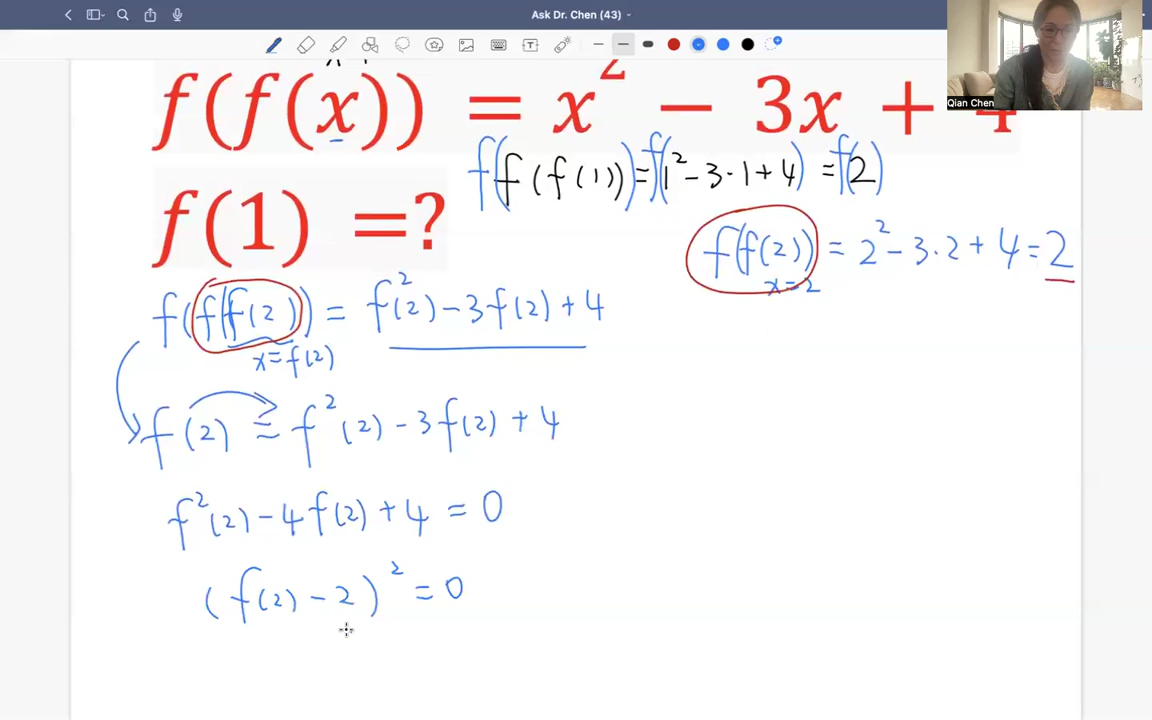 Ask Dr. Chen (43)
Qian Chen
f(f(x)) = x² − 3x + 4
f(f(f(1))) = f(1² − 3·1 + 4) = f(2)
f(1) = ?
f(f(2)) = 2² − 3·2 + 4 = 2
x = 2
f(f(f(2))) = f²(2) − 3f(2) + 4
x = f(2)
f(2) = f²(2) − 3f(2) + 4
f²(2) − 4f(2) + 4 = 0
(f(2) − 2)² = 0